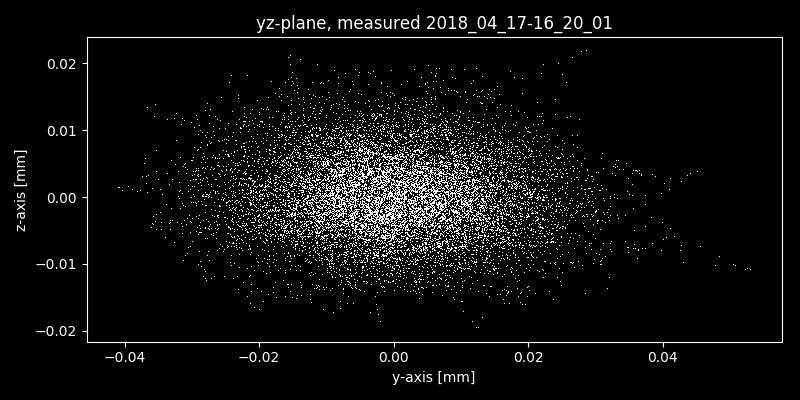 yz-plane, measured 2018_04_17-16_20_01
0.02
0.01
0.00
−0.01
−0.02
z-axis [mm]
−0.04 −0.02 0.00 0.02 0.04
y-axis [mm]